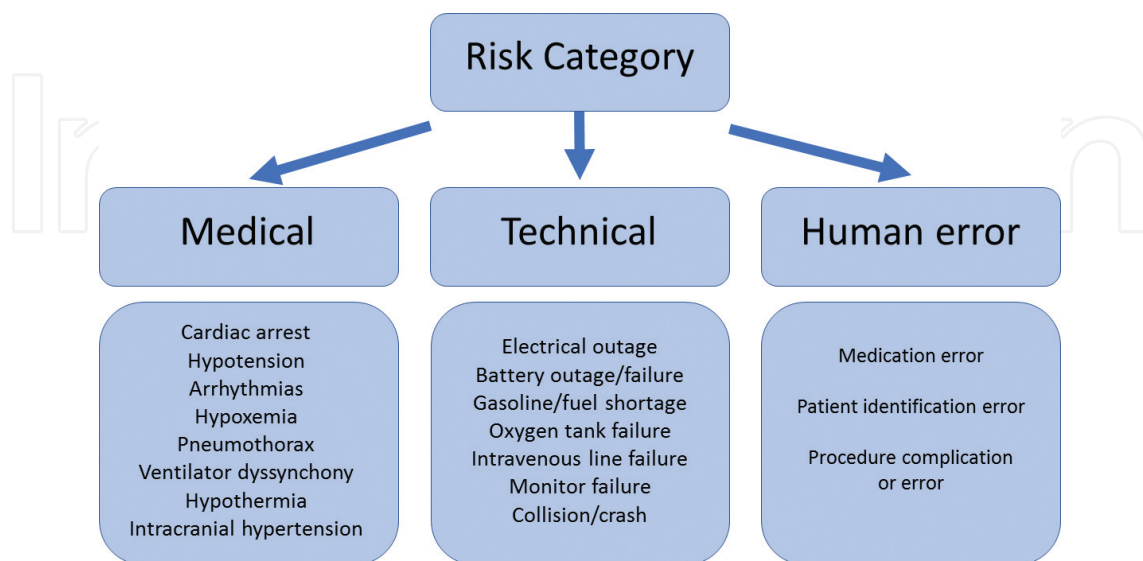 Risk Category
Medical
Technical
Human error
Cardiac arrest
Hypotension
Arrhythmias
Hypoxemia
Pneumothorax
Ventilator dyssynchony
Hypothermia
Intracranial hypertension
Electrical outage
Battery outage/failure
Gasoline/fuel shortage
Oxygen tank failure
Intravenous line failure
Monitor failure
Collision/crash
Medication error
Patient identification error
Procedure complication
or error